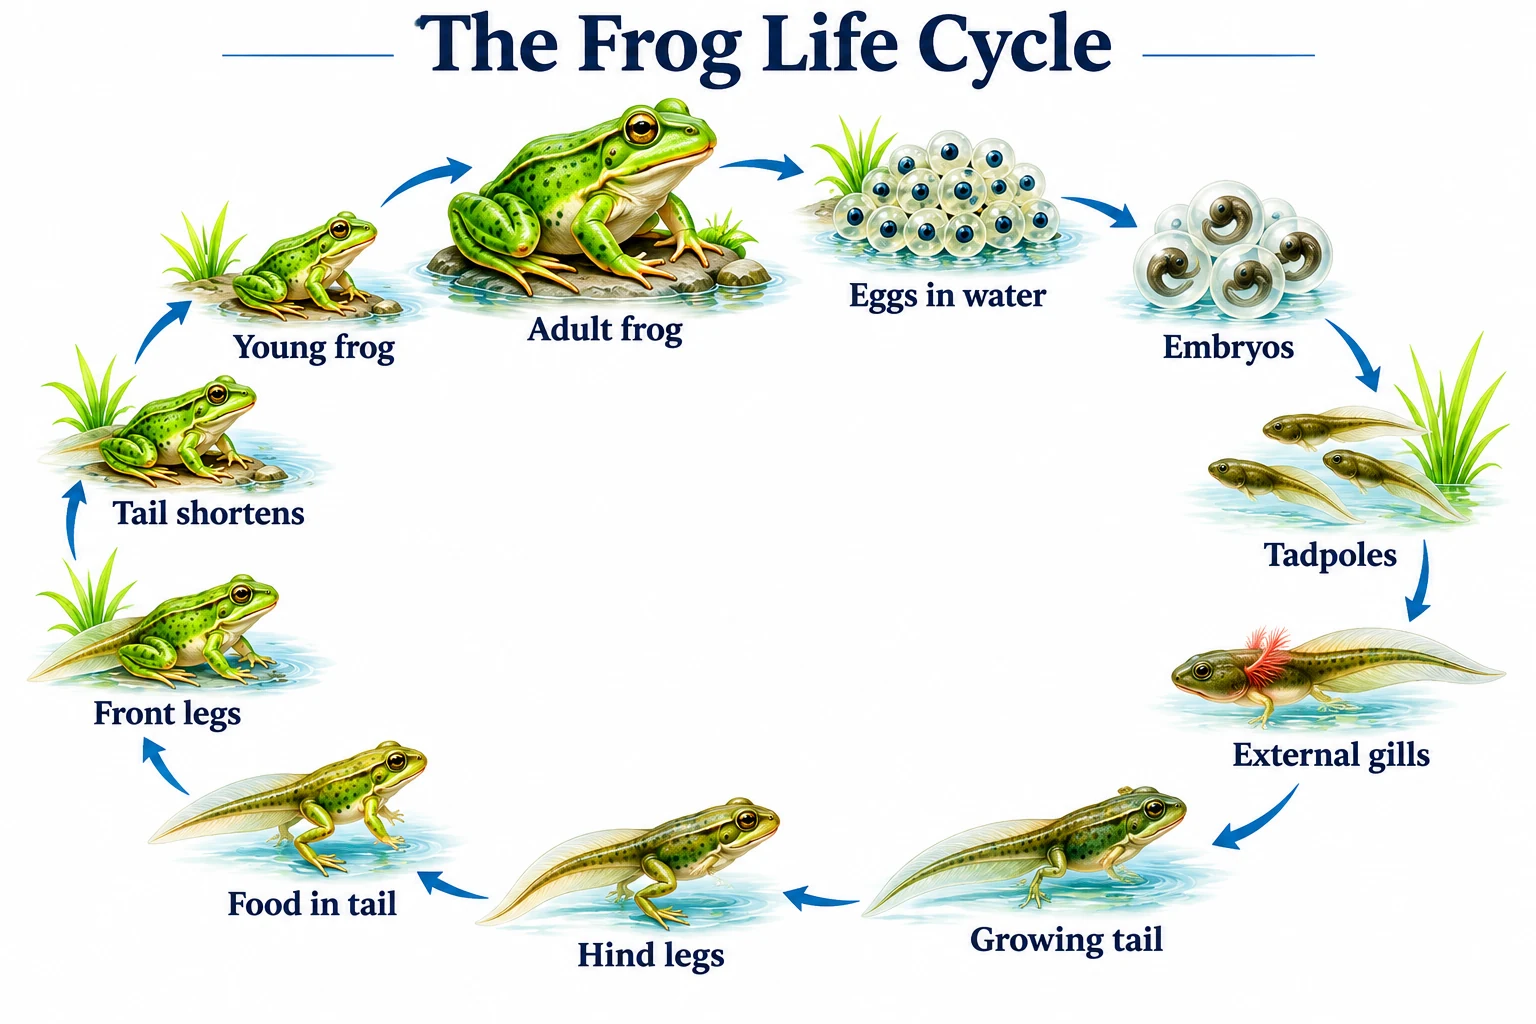 The Frog Life Cycle
Adult frog
Eggs in water
Embryos
Tadpoles
External gills
Growing tail
Hind legs
Food in tail
Front legs
Tail shortens
Young frog